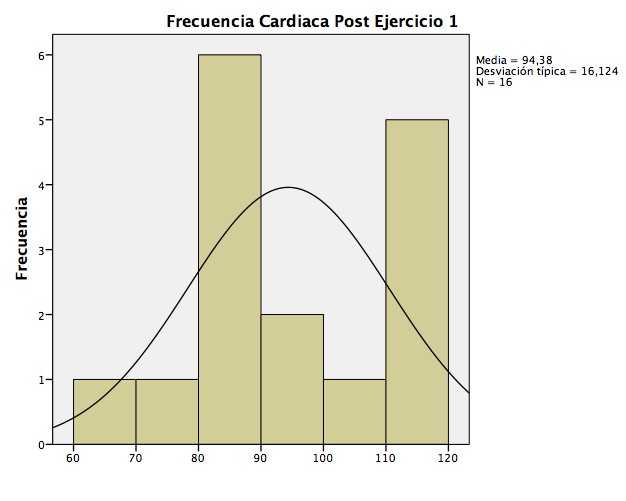 Frecuencia Cardiaca Post Ejercicio 1
Media = 94,38
Desviación típica = 16,124
N = 16
Frecuencia
6
5
4
3
2
1
0
60 70 80 90 100 110 120